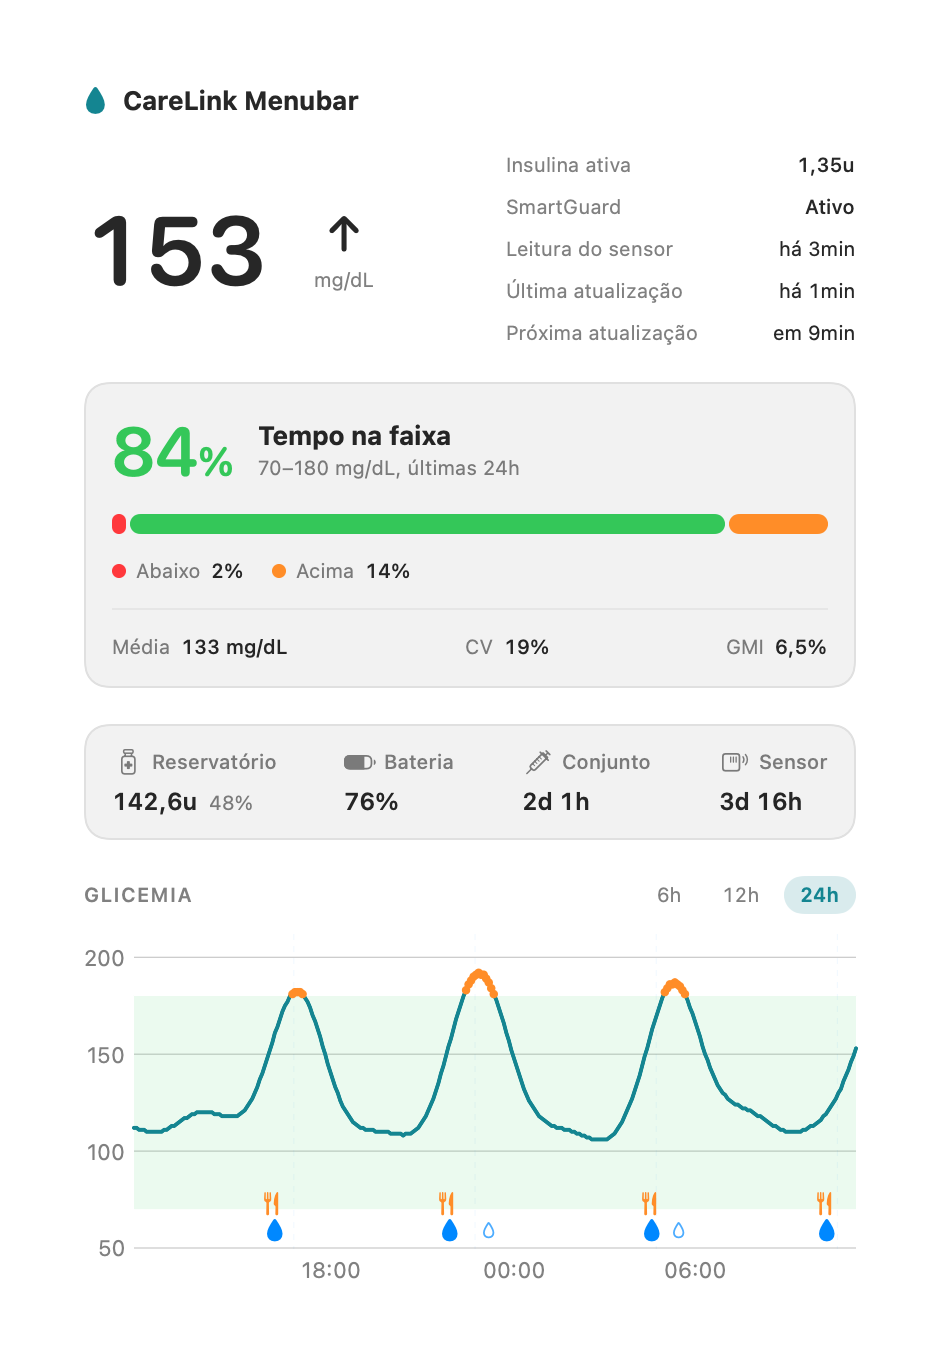 CareLink Menubar
153
mg/dL
Insulina ativa 1,35u
SmartGuard Ativo
Leitura do sensor há 3min
Última atualização há 1min
Próxima atualização em 9min
84%
Tempo na faixa
70–180 mg/dL, últimas 24h
Abaixo 2% Acima 14%
Média 133 mg/dL CV 19% GMI 6,5%
Reservatório Bateria Conjunto Sensor
142,6u 48% 76% 2d 1h 3d 16h
GLICEMIA 6h 12h 24h
200
150
100
50
18:00 00:00 06:00